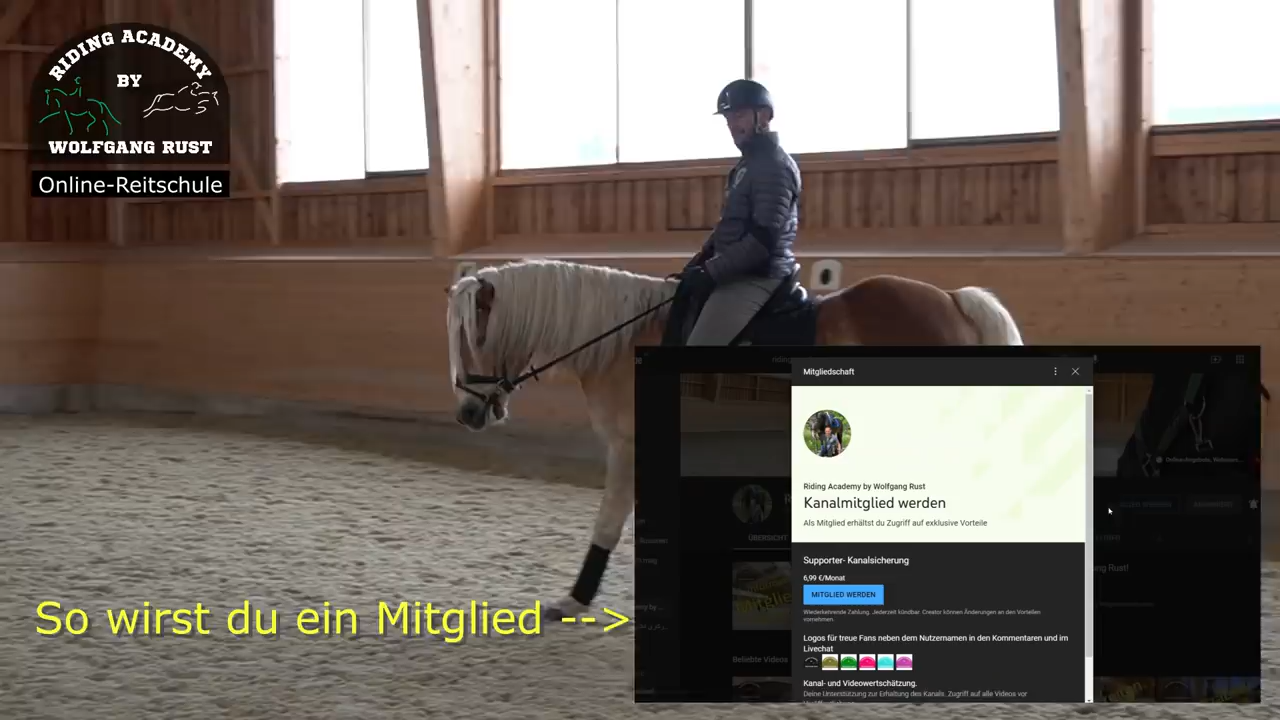 RIDING ACADEMY
BY
WOLFGANG RUST
Online-Reitschule
Mitgliedschaft
Riding Academy by Wolfgang Rust
Kanalmitglied werden
Als Mitglied erhältst du Zugriff auf exklusive Vorteile
ÜBERSICHT
Supporter- Kanalsicherung
6,99 €/Monat
MITGLIED WERDEN
Wiederkehrende Zahlung. Jederzeit kündbar. Creator können Änderungen an den Vorteilen
vornehmen.
So wirst du ein Mitglied -->
Logos für treue Fans neben dem Nutzernamen in den Kommentaren und im
Livechat
Beliebte Videos
Kanal- und Videowertschätzung.
Deine Unterstützung zur Erhaltung des Kanals. Zugriff auf alle Videos vor